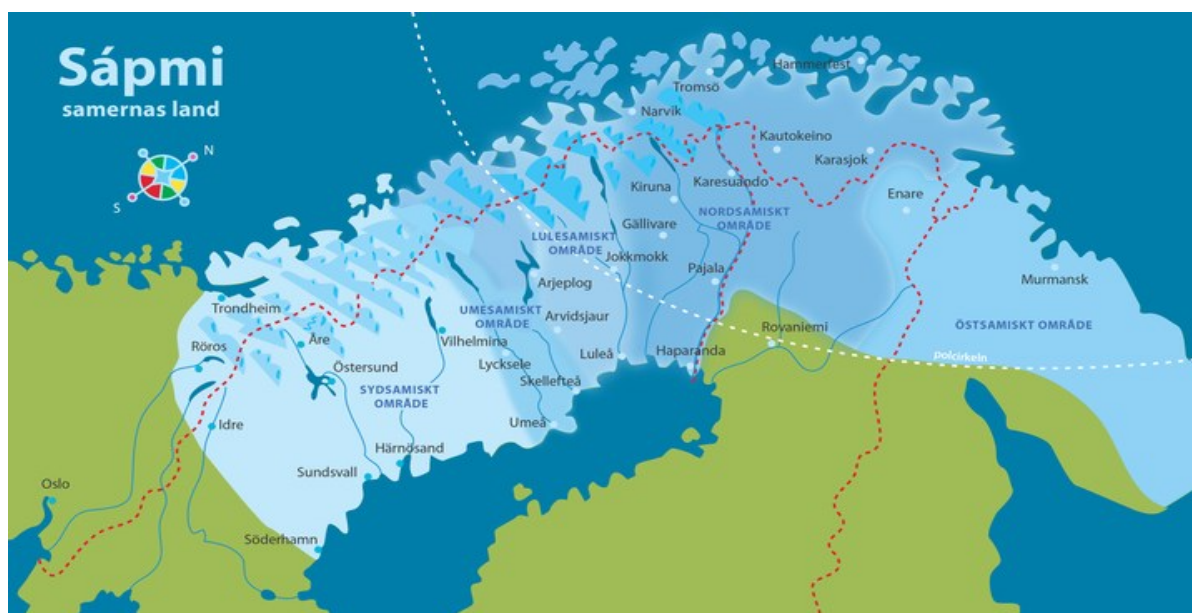 Sápmi
samernas land
N
S
Hammerfest
Tromsö
Narvik
Kautokeino
Karasjok
Karesuando
Kiruna
Enare
NORDSAMISKT
OMRÅDE
Gällivare
LULESAMISKT
OMRÅDE
Jokkmokk
Pajala
Murmansk
Arjeplog
Trondheim
UMESAMISKT
OMRÅDE
Arvidsjaur
Rovaniemi
ÖSTSAMISKT OMRÅDE
Röros
Åre
Vilhelmina
Luleå
Haparanda
polcirkeln
Östersund
Lycksele
Skellefteå
SYDSAMISKT
OMRÅDE
Idre
Umeå
Härnösand
Sundsvall
Oslo
Söderhamn